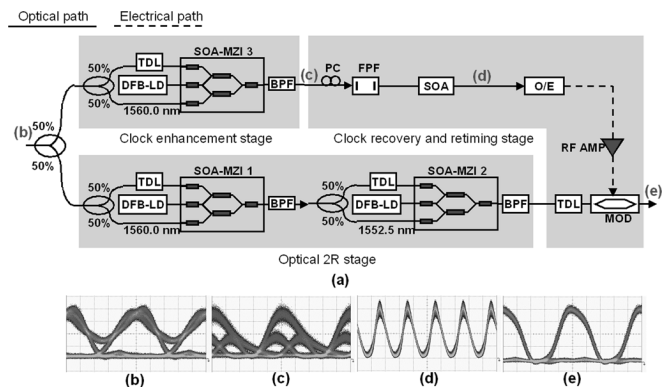 Optical path Electrical path
SOA-MZI 3
50% TDL
(c) PC FPF (d)
DFB-LD BPF SOA O/E
50% 1560.0 nm
(b) 50% Clock enhancement stage Clock recovery and retiming stage
50% RF AMP
SOA-MZI 1 SOA-MZI 2
50% TDL 50% TDL (e)
DFB-LD BPF DFB-LD BPF TDL
50% 1560.0 nm 50% 1552.5 nm MOD
Optical 2R stage
(a)
(b) (c) (d) (e)